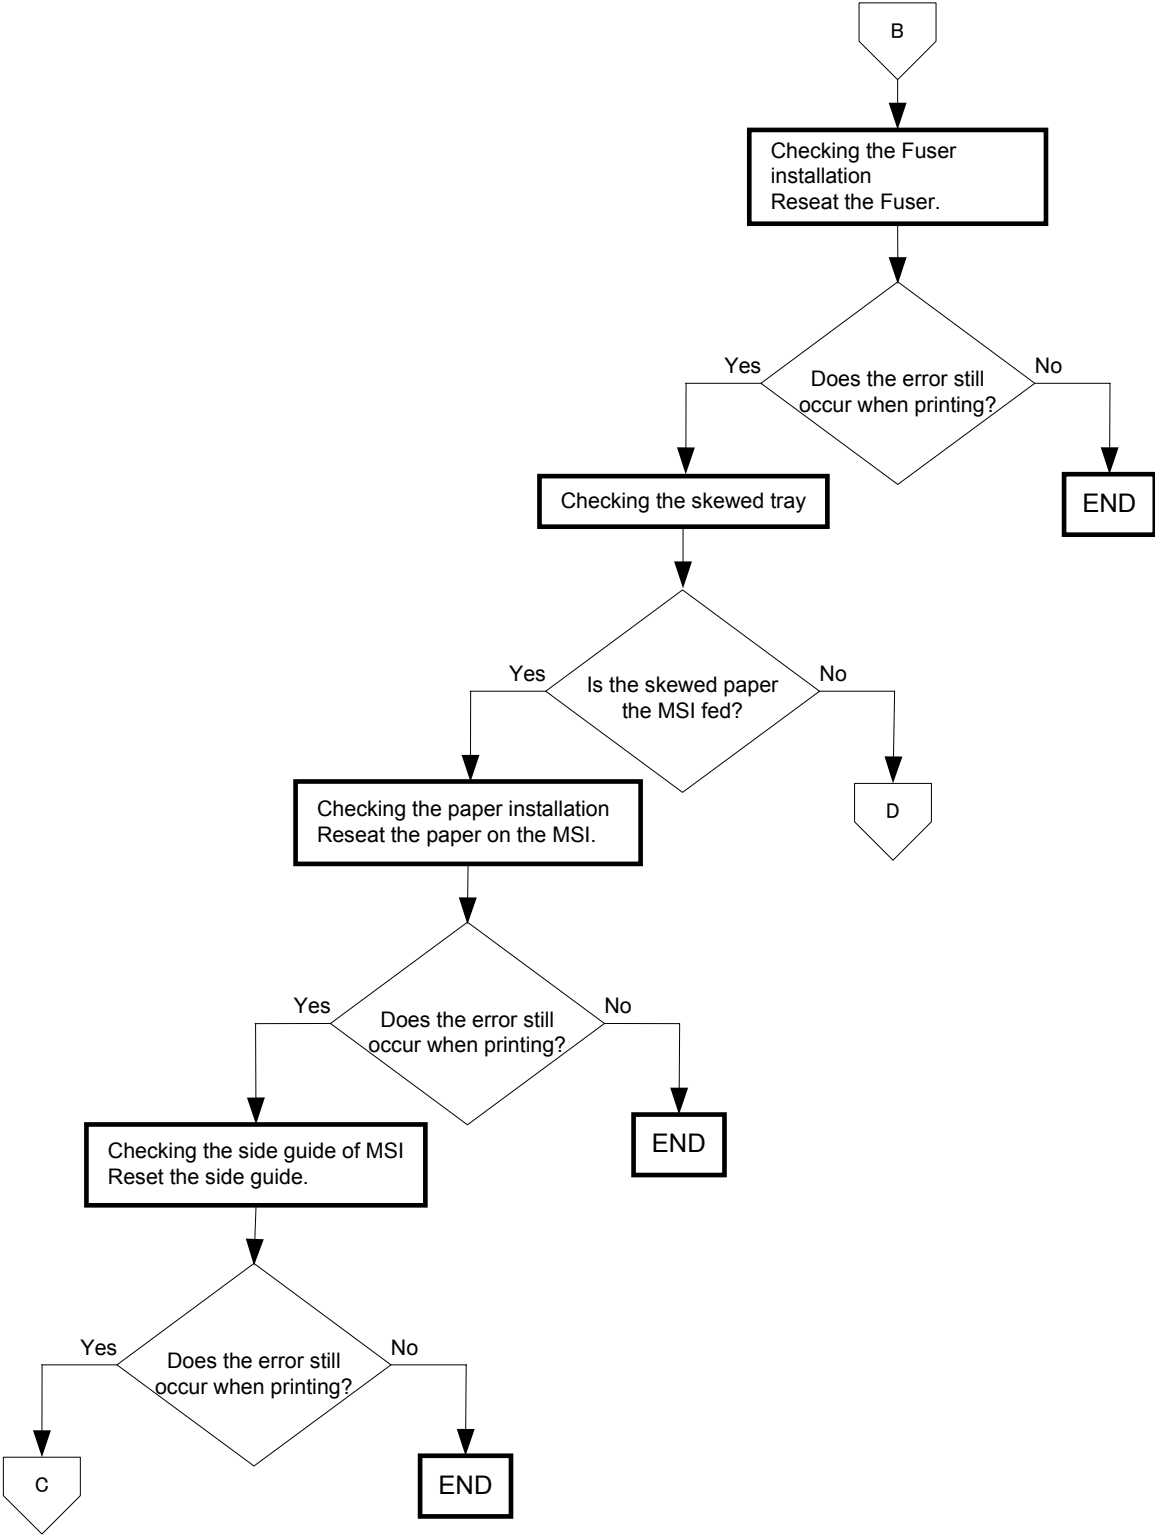 B
Checking the Fuser
installation
Reseat the Fuser.
Yes
No
Does the error still
occur when printing?
Checking the skewed tray
END
Yes
No
Is the skewed paper
the MSI fed?
Checking the paper installation
Reseat the paper on the MSI.
D
Yes
No
Does the error still
occur when printing?
Checking the side guide of MSI
Reset the side guide.
END
Yes
No
Does the error still
occur when printing?
C
END